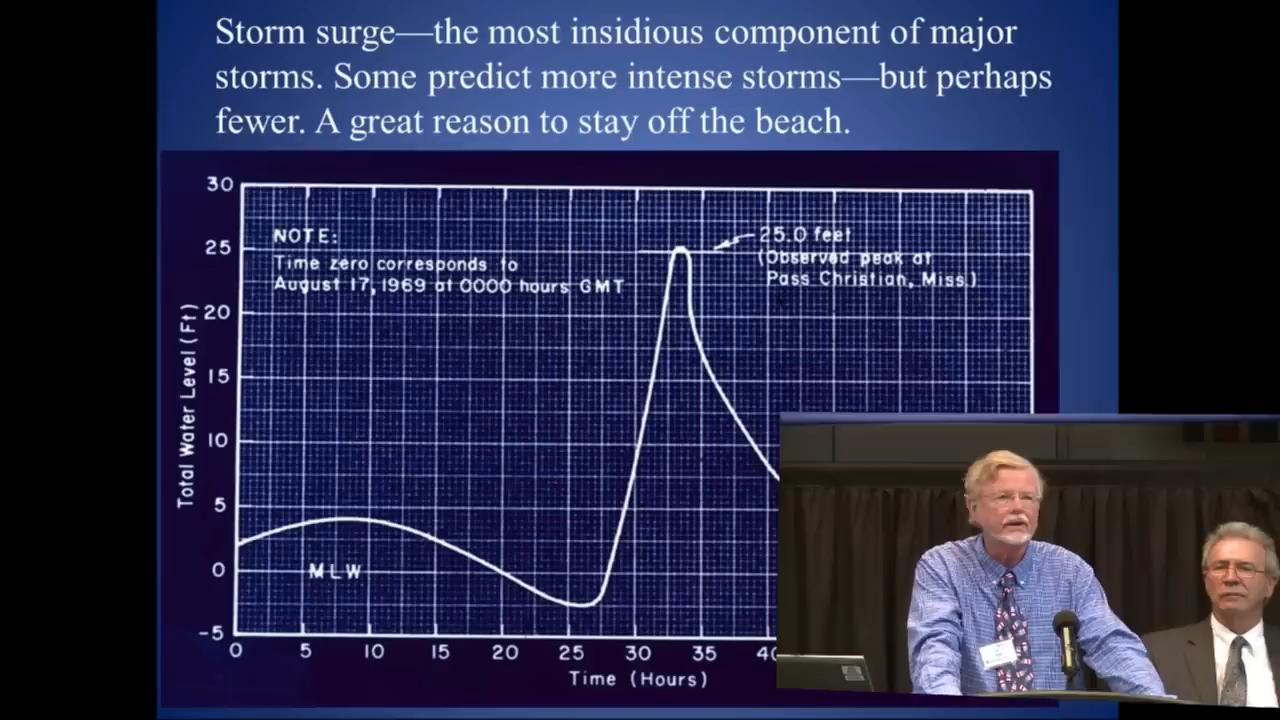 Storm surge—the most insidious component of major
storms. Some predict more intense storms—but perhaps
fewer. A great reason to stay off the beach.
30
NOTE:
25.0 feet
25
(Observed peak at
Time zero corresponds to
Pass Christian, Miss.)
August 17, 1969 at 0000 hours GMT
20
Total Water Level (Ft)
15
10
5
0
MLW
-5
0 5 10 15 20 25 30 35
Time (Hours)